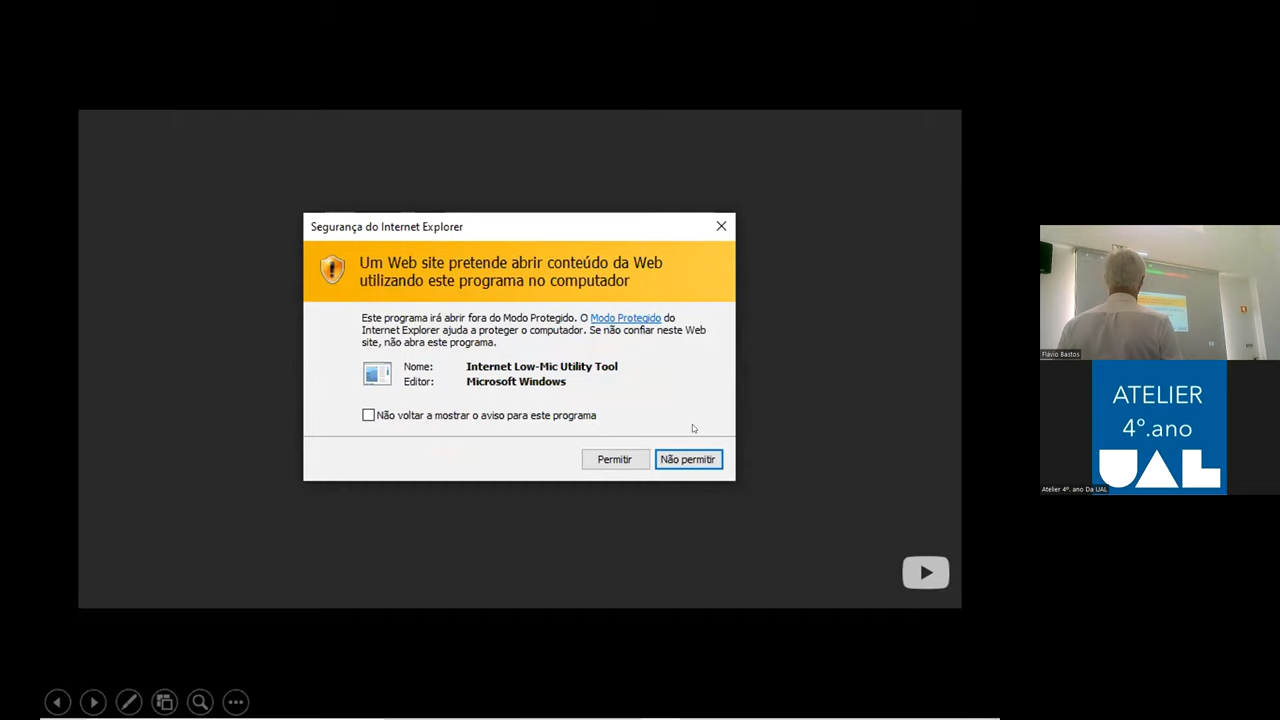 Segurança do Internet Explorer
Um Web site pretende abrir conteúdo da Web
utilizando este programa no computador
Este programa irá abrir fora do Modo Protegido. O Modo Protegido do
Internet Explorer ajuda a proteger o computador. Se não confiar neste Web
site, não abra este programa.
Nome: Internet Low-Mic Utility Tool
Editor: Microsoft Windows
Não voltar a mostrar o aviso para este programa
Permitir Não permitir
Flávio Bastos
ATELIER
4º.ano
UAL
Atelier 4º. ano Da UAL